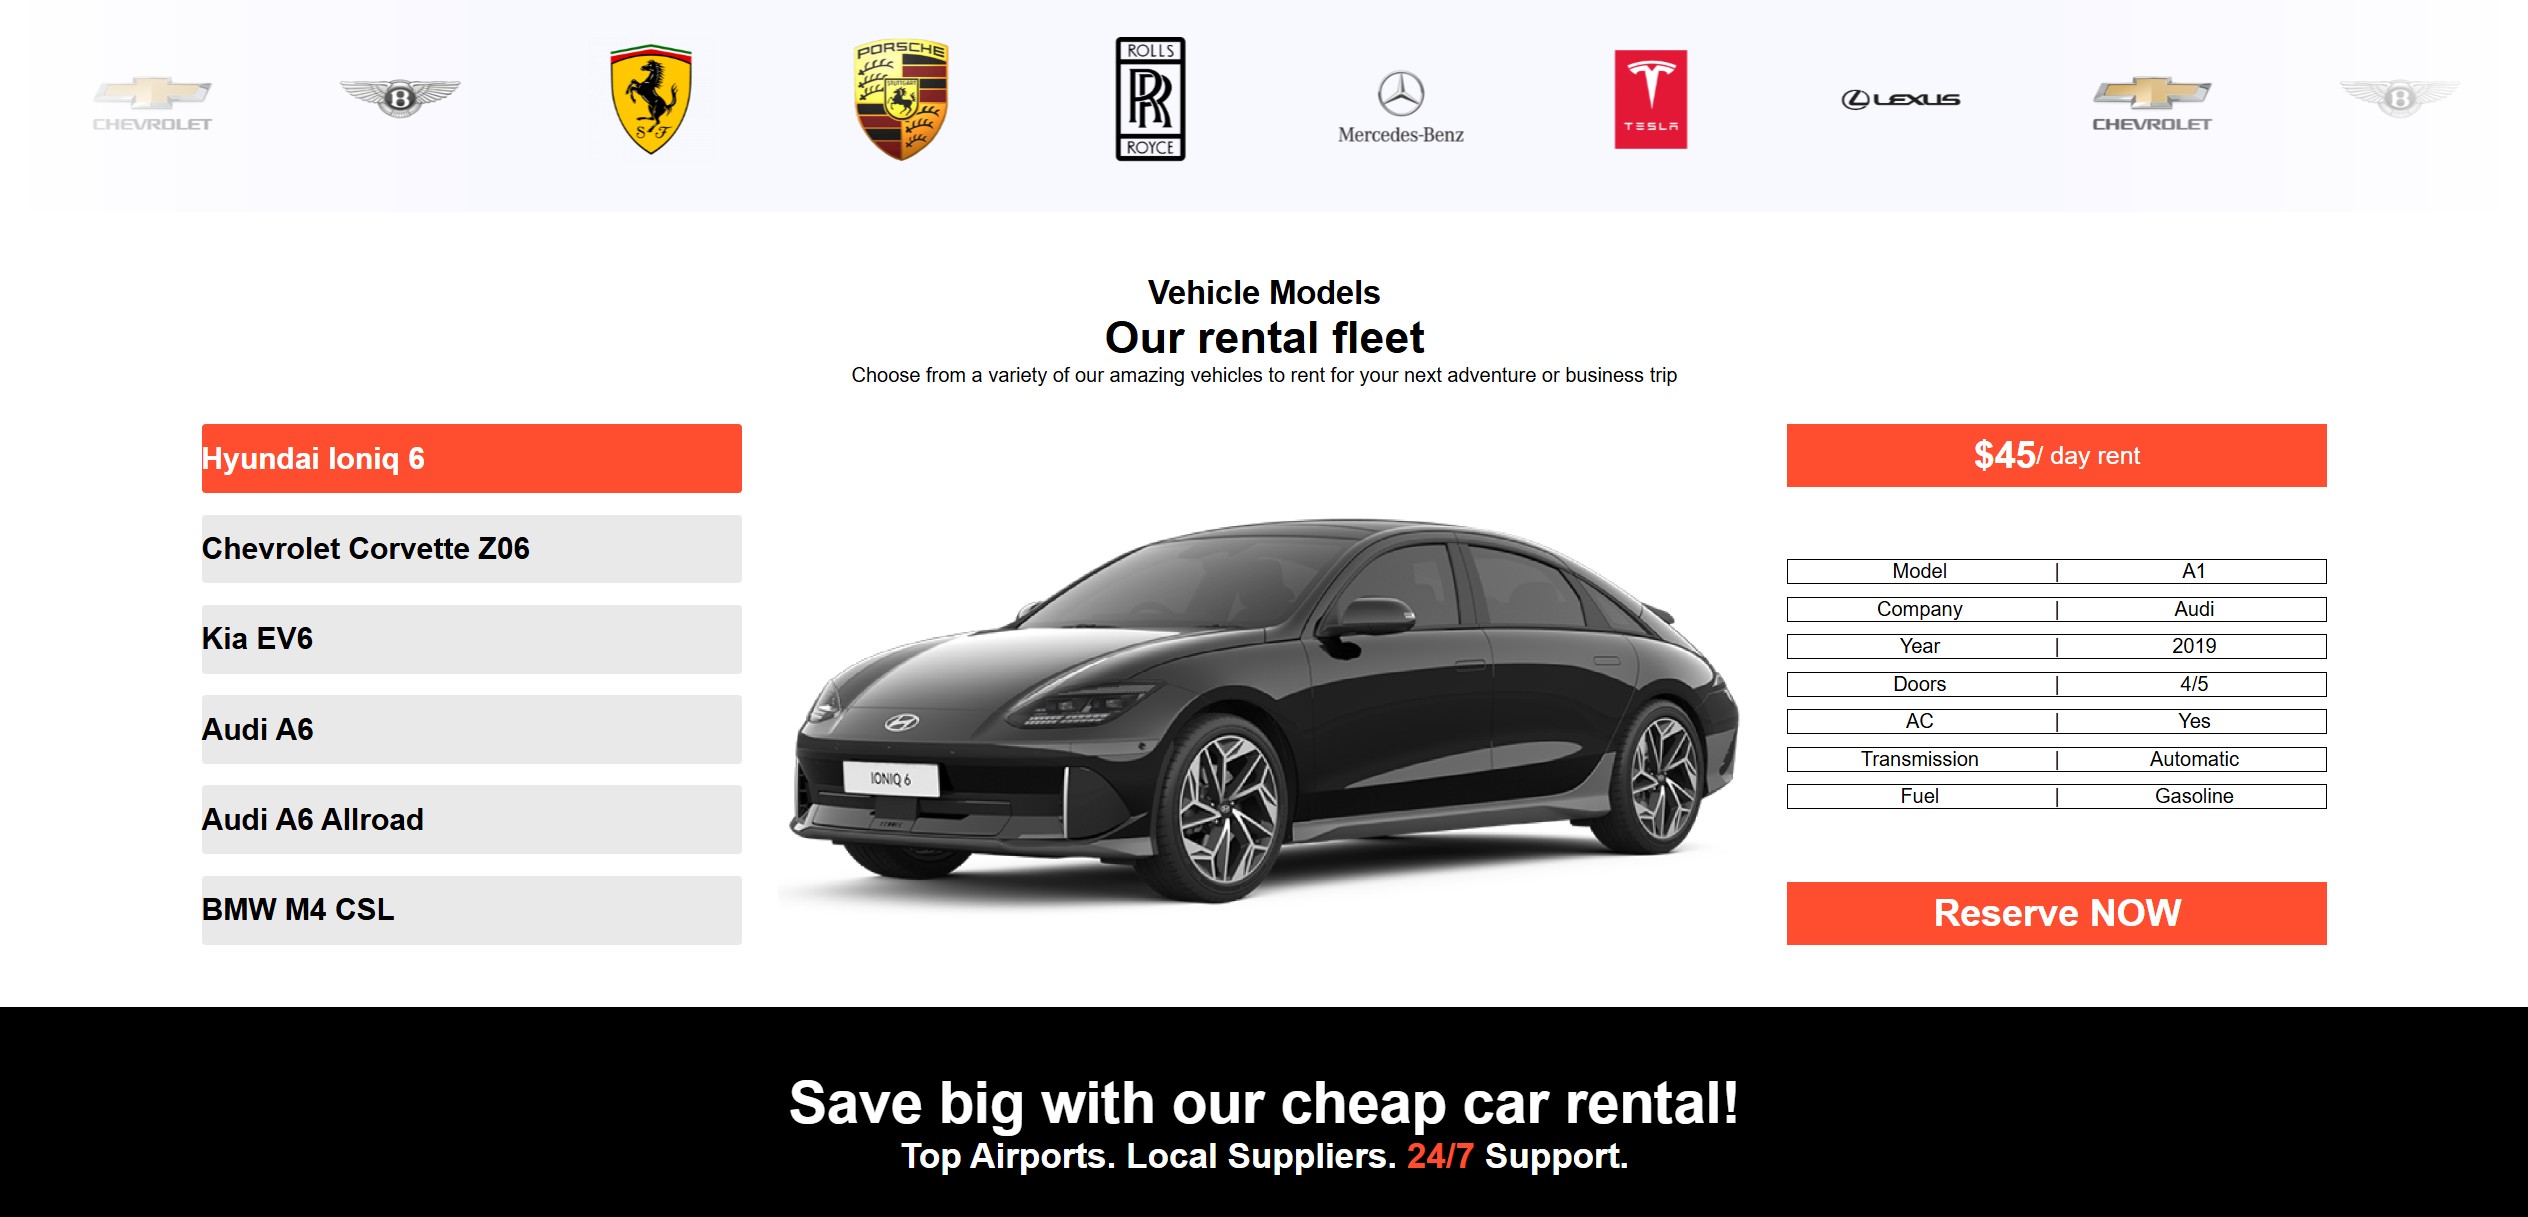 CHEVROLET
B
S F
PORSCHE
STUTTGART
ROLLS
RR
ROYCE
Mercedes-Benz
TESLA
LEXUS
CHEVROLET
B
Vehicle Models
Our rental fleet
Choose from a variety of our amazing vehicles to rent for your next adventure or business trip
Hyundai Ioniq 6
Chevrolet Corvette Z06
Kia EV6
Audi A6
Audi A6 Allroad
BMW M4 CSL
IONIQ 6
$45/ day rent
Model | A1
Company | Audi
Year | 2019
Doors | 4/5
AC | Yes
Transmission | Automatic
Fuel | Gasoline
Reserve NOW
Save big with our cheap car rental!
Top Airports. Local Suppliers. 24/7 Support.